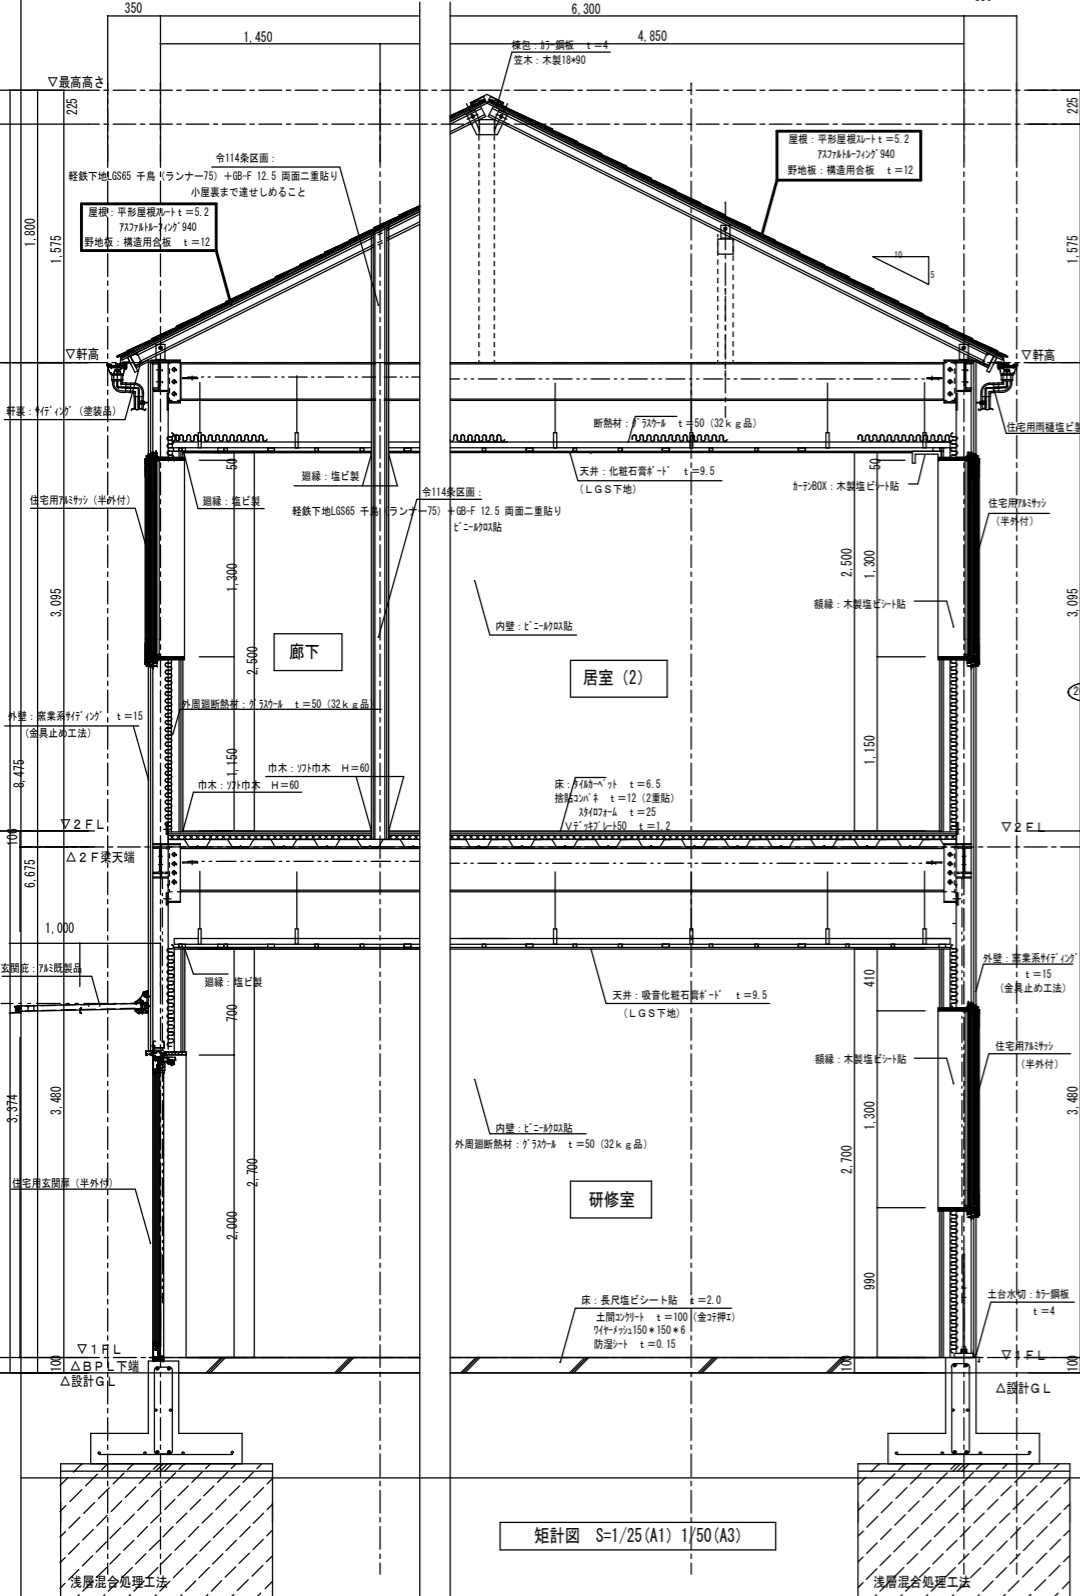 350
6,300
1,450
4,850
棟包：ｶﾗｰ鋼板　ｔ＝4
笠木：木製18*90
▽最高高さ
225
225
屋根：平形屋根ｽﾚｰﾄｔ＝5.2
ｱｽﾌｧﾙﾄﾙｰﾌｨﾝｸﾞ940
野地板：構造用合板　ｔ＝12
令114条区画：
軽鉄下地LGS65 千鳥（ランナー75）＋GB-F 12.5 両面二重貼り
小屋裏まで達せしめること
屋根：平形屋根ｽﾚｰﾄｔ＝5.2
ｱｽﾌｧﾙﾄﾙｰﾌｨﾝｸﾞ940
野地板：構造用合板　ｔ＝12
1,800
1,575
1,575
10
5
▽軒高
▽軒高
軒裏：ｻｲﾃﾞｨﾝｸﾞ（塗装品）
断熱材：ｸﾞﾗｽｳｰﾙ　ｔ＝50（32ｋｇ品）
住宅用雨樋塩ビ製
50
50
廻縁：塩ビ製
天井：化粧石膏ﾎﾞｰﾄﾞ　ｔ＝9.5
（ＬＧＳ下地）
ｶｰﾃﾝBOX：木製塩ビｼｰﾄ貼
住宅用ｱﾙﾐｻｯｼ（半外付）
廻縁：塩ビ製
令114条区画：
軽鉄下地LGS65 千鳥（ランナー75）＋GB-F 12.5 両面二重貼り
ﾋﾞﾆｰﾙｸﾛｽ貼
住宅用ｱﾙﾐｻｯｼ
（半外付）
1,300
2,500
1,300
3,095
3,095
額縁：木製塩ビｼｰﾄ貼
内壁：ﾋﾞﾆｰﾙｸﾛｽ貼
廊下
2,500
居室（2）
外周廻断熱材：ｸﾞﾗｽｳｰﾙ　ｔ＝50（32ｋｇ品）
外壁：窯業系ｻｲﾃﾞｨﾝｸﾞ　ｔ＝15
（金具止め工法）
1,150
1,150
8,475
巾木：ｿﾌﾄ巾木　H＝60
巾木：ｿﾌﾄ巾木　H＝60
床：ﾀｲﾙｶｰﾍﾟｯﾄ　ｔ＝6.5
捨貼ｺﾝﾊﾟﾈ　ｔ＝12（2重貼）
ｽﾀｲﾛﾌｫｰﾑ　ｔ＝25
Ｖﾃﾞｯｷﾌﾟﾚｰﾄ50　ｔ＝1.2
▽２ＦＬ
▽２ＦＬ
106
△２Ｆ梁天端
6,675
1,000
玄関庇：ｱﾙﾐ既製品
廻縁：塩ビ製
700
天井：吸音化粧石膏ﾎﾞｰﾄﾞ　ｔ＝9.5
（ＬＧＳ下地）
410
外壁：窯業系ｻｲﾃﾞｨﾝｸﾞ
ｔ＝15
（金具止め工法）
住宅用ｱﾙﾐｻｯｼ
（半外付）
額縁：木製塩ビｼｰﾄ貼
3,374
3,480
3,480
1,300
内壁：ﾋﾞﾆｰﾙｸﾛｽ貼
外周廻断熱材：ｸﾞﾗｽｳｰﾙ　ｔ＝50（32ｋｇ品）
2,700
2,700
住宅用玄関扉（半外付）
研修室
2,000
990
床：長尺塩ビシート貼　ｔ＝2.0
土間ｺﾝｸﾘｰﾄ　ｔ＝100（金ｺﾃ押ｴ）
ﾜｲﾔｰﾒｯｼｭ150＊150＊6
防湿ｼｰﾄ　ｔ＝0.15
土台水切：ｶﾗｰ鋼板
ｔ＝4
▽１ＦＬ
▽１ＦＬ
△ＢＰＬ下端
100
100
100
△設計ＧＬ
△設計ＧＬ
矩計図　S=1/25(A1) 1/50(A3)
浅層混合処理工法
浅層混合処理工法